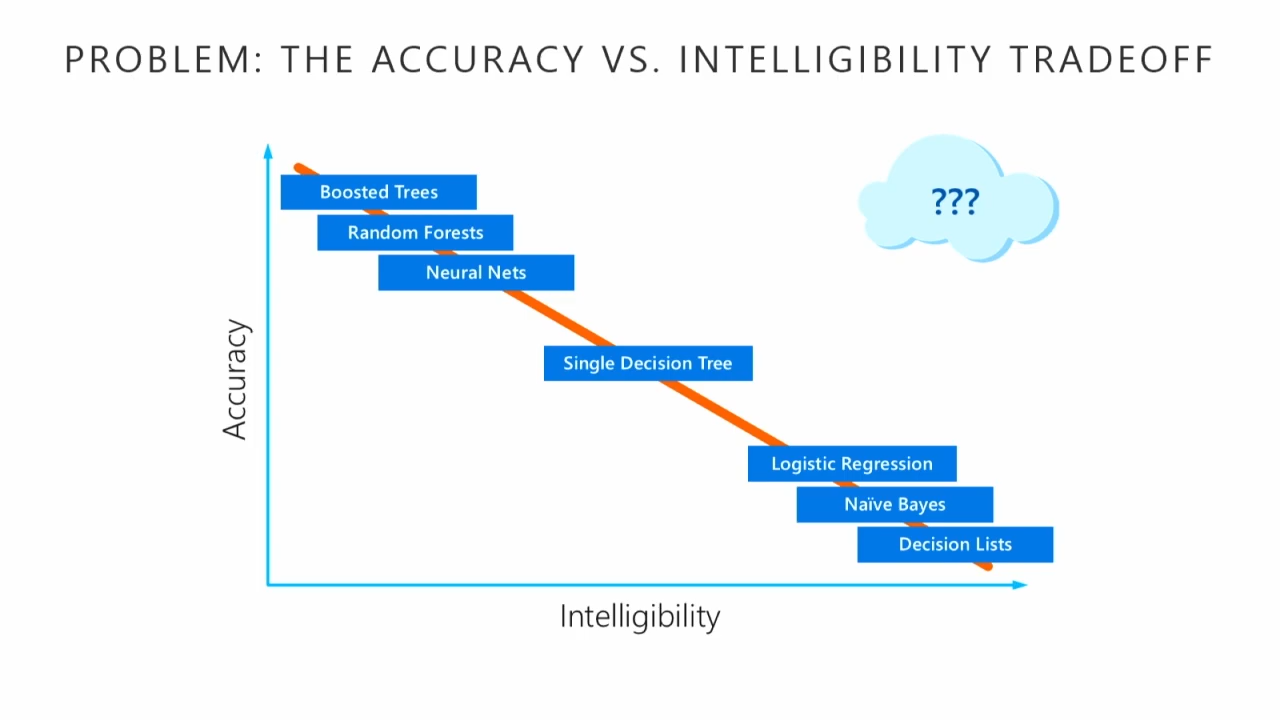 PROBLEM: THE ACCURACY VS. INTELLIGIBILITY TRADEOFF
???
Boosted Trees
Random Forests
Neural Nets
Single Decision Tree
Logistic Regression
Naïve Bayes
Decision Lists
Accuracy
Intelligibility